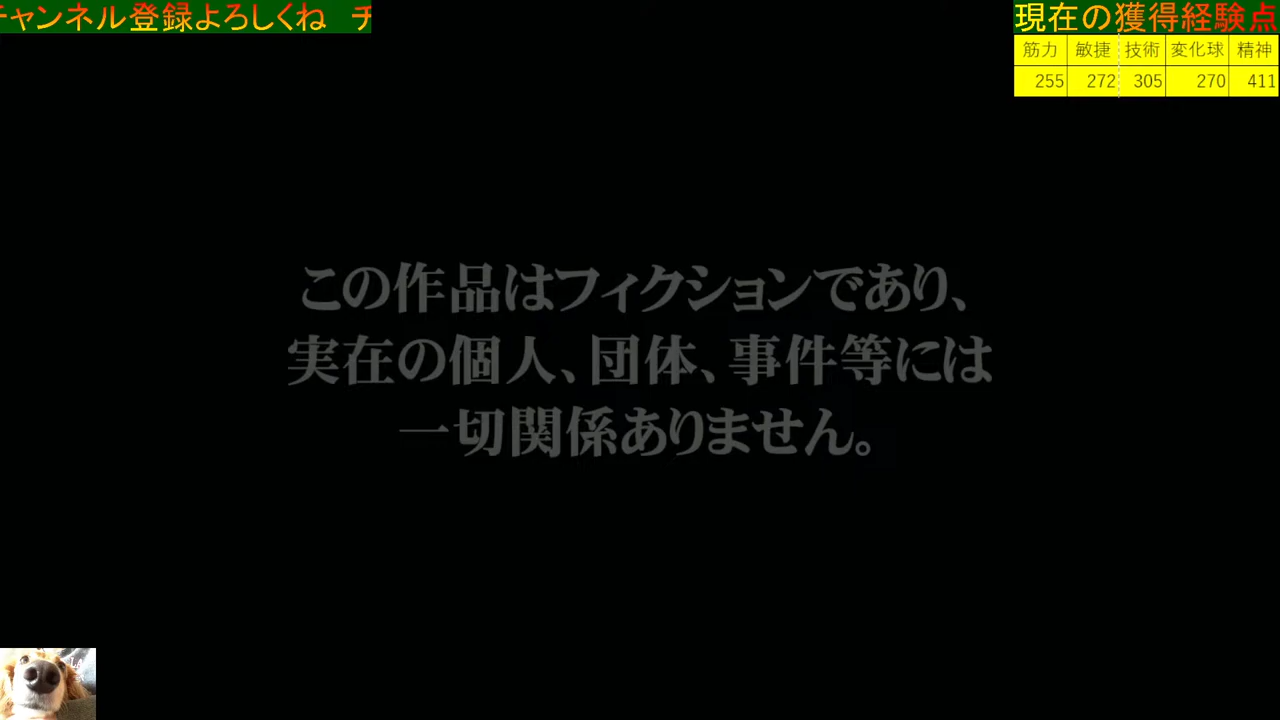 チャンネル登録よろしくね チ
現在の獲得経験点
筋力 敏捷 技術 変化球 精神
255 272 305 270 411
この作品はフィクションであり、
実在の個人、団体、事件等には
一切関係ありません。